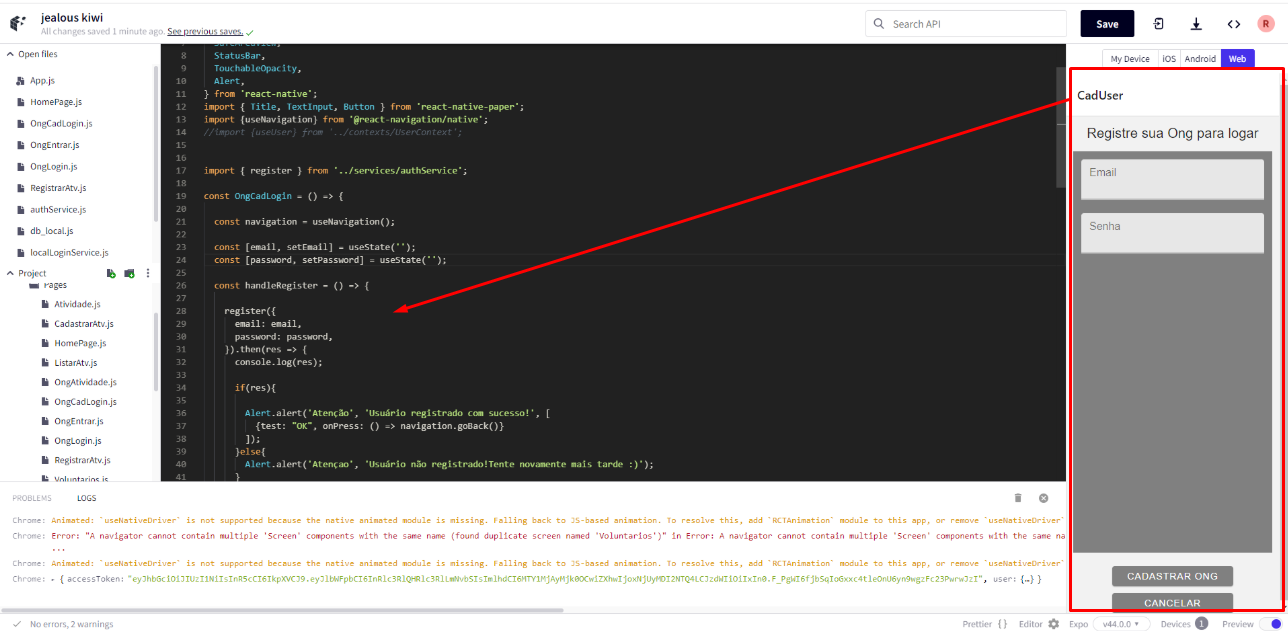 jealous kiwi
All changes saved 1 minute ago. See previous saves.
Search API
Save
R
Open files
App.js
HomePage.js
OngCadLogin.js
OngEntrar.js
OngLogin.js
RegistrarAtv.js
authService.js
db_local.js
localLoginService.js
Project
Pages
Atividade.js
CadastrarAtv.js
HomePage.js
ListarAtv.js
OngAtividade.js
OngCadLogin.js
OngEntrar.js
OngLogin.js
RegistrarAtv.js
Voluntarios.js
7 SafeAreaView,
8 StatusBar,
9 TouchableOpacity,
10 Alert,
11 } from 'react-native';
12 import { Title, TextInput, Button } from 'react-native-paper';
13 import {useNavigation} from '@react-navigation/native';
14 //import {useUser} from '../contexts/UserContext';
15
16
17 import { register } from '../services/authService';
18
19 const OngCadLogin = () => {
20
21 const navigation = useNavigation();
22
23 const [email, setEmail] = useState('');
24 const [password, setPassword] = useState('');
25
26 const handleRegister = () => {
27
28 register({
29 email: email,
30 password: password,
31 }).then(res => {
32 console.log(res);
33
34 if(res){
35
36 Alert.alert('Atenção', 'Usuário registrado com sucesso!', [
37 {test: "OK", onPress: () => navigation.goBack()}
38 ]);
39 }else{
40 Alert.alert('Atençao', 'Usuário não registrado!Tente novamente mais tarde :)');
41 }
My Device iOS Android Web
CadUser
Registre sua Ong para logar
Email
Senha
CADASTRAR ONG
CANCELAR
PROBLEMS LOGS
Chrome: Animated: `useNativeDriver` is not supported because the native animated module is missing. Falling back to JS-based animation. To resolve this, add `RCTAnimation` module to this app, or remove `useNativeDriver`
Chrome: Error: "A navigator cannot contain multiple 'Screen' components with the same name (found duplicate screen named 'Voluntarios')" in Error: A navigator cannot contain multiple 'Screen' components with the same na
...
Chrome: Animated: `useNativeDriver` is not supported because the native animated module is missing. Falling back to JS-based animation. To resolve this, add `RCTAnimation` module to this app, or remove `useNativeDriver`
Chrome: ▸ { accessToken: user: {…} }
No errors, 2 warnings
Prettier {} Editor Expo v44.0.0 Devices 1 Preview